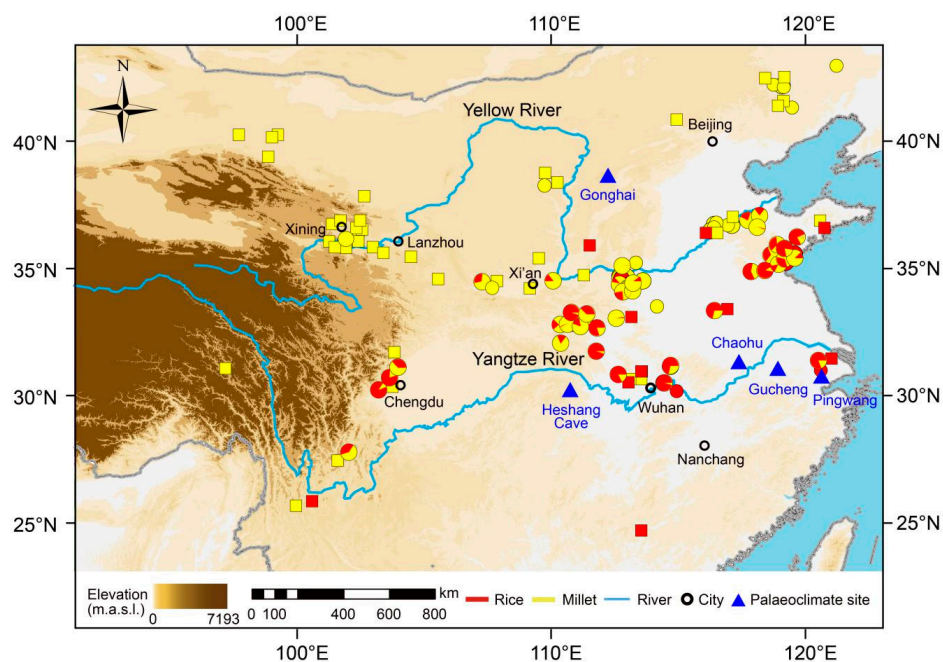 100°E
110°E
120°E
N
Yellow River
Beijing
40°N
40°N
Gonghai
Xining
Lanzhou
35°N
35°N
Xi'an
Chaohu
Yangtze River
Gucheng
Pingwang
30°N
30°N
Chengdu
Heshang
Cave
Wuhan
Nanchang
25°N
25°N
Elevation
(m.a.s.l.)
0
7193
km
0 100 200 400 600 800
Rice
Millet
River
City
Palaeoclimate site
100°E
110°E
120°E